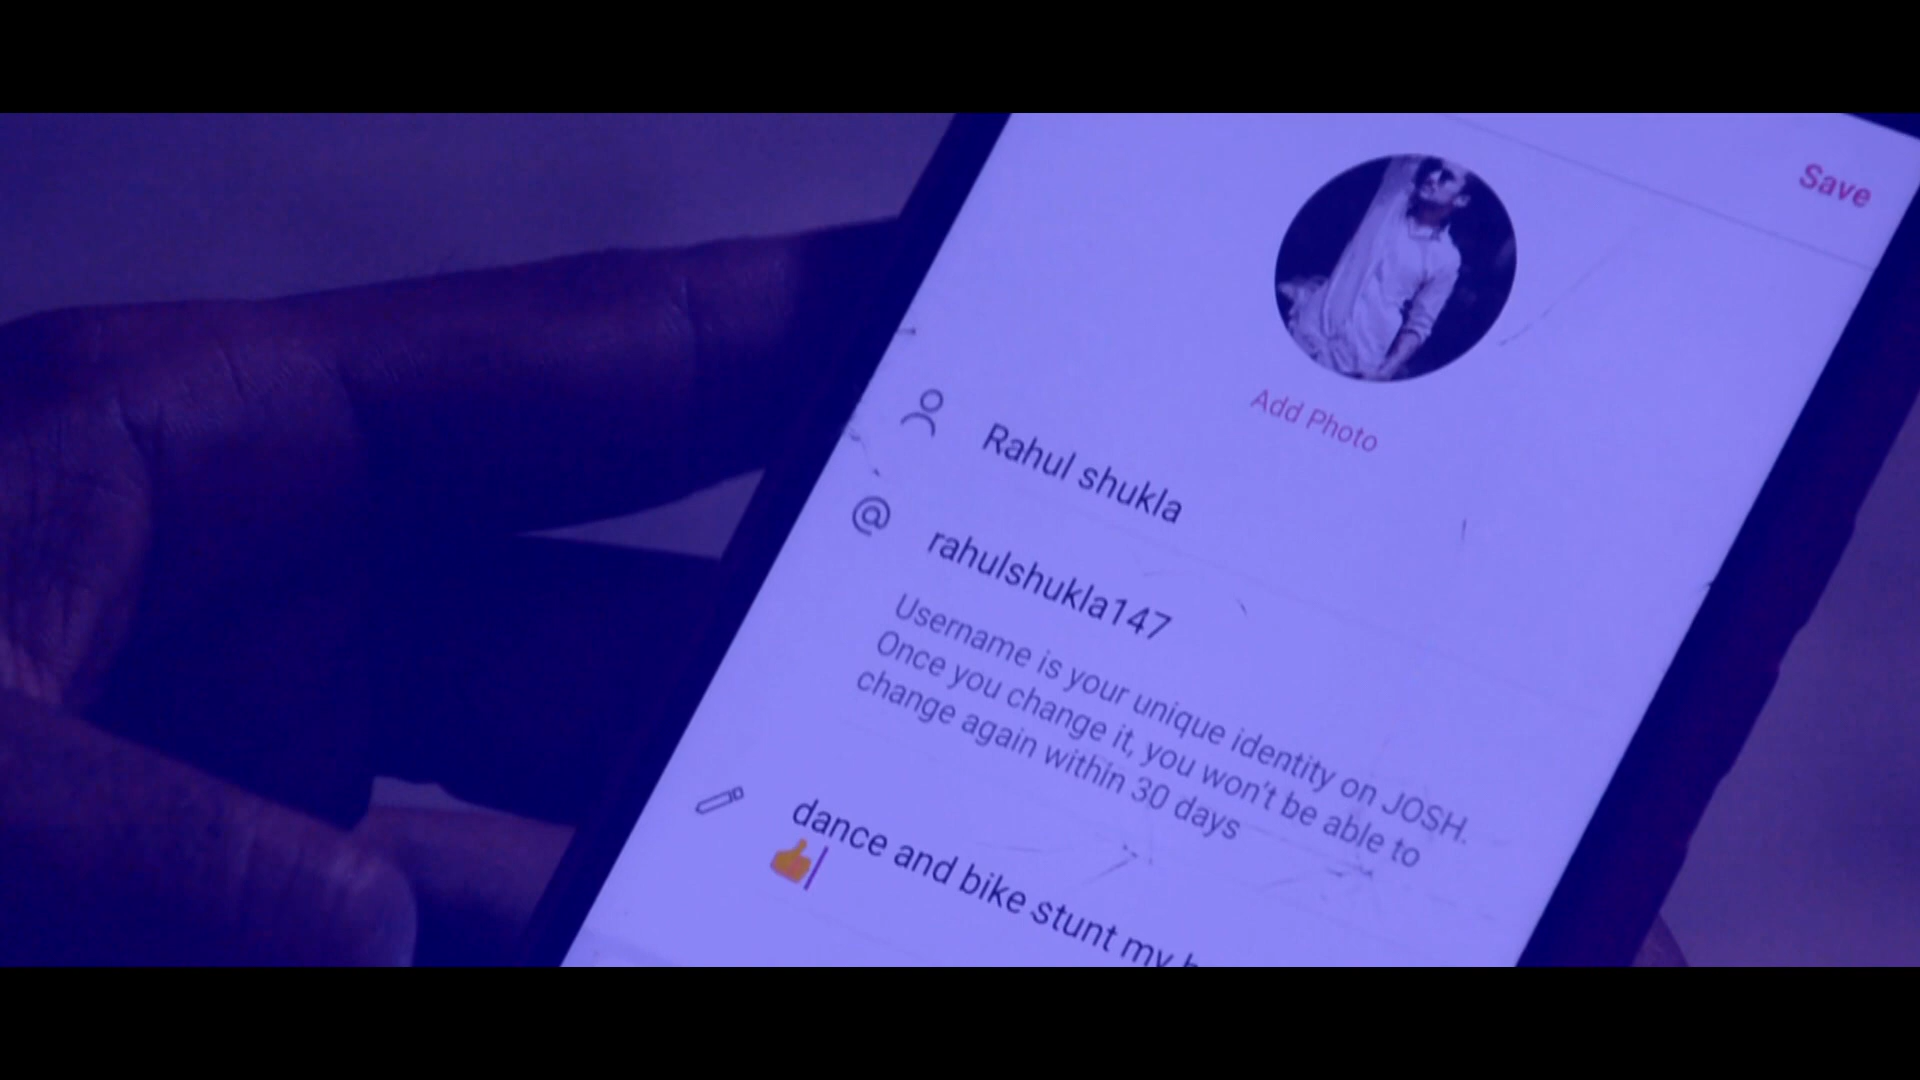 Save
Add Photo
Rahul shukla
@ rahulshukla147
Username is your unique identity on JOSH.
Once you change it, you won't be able to
change again within 30 days
dance and bike stunt my
👍